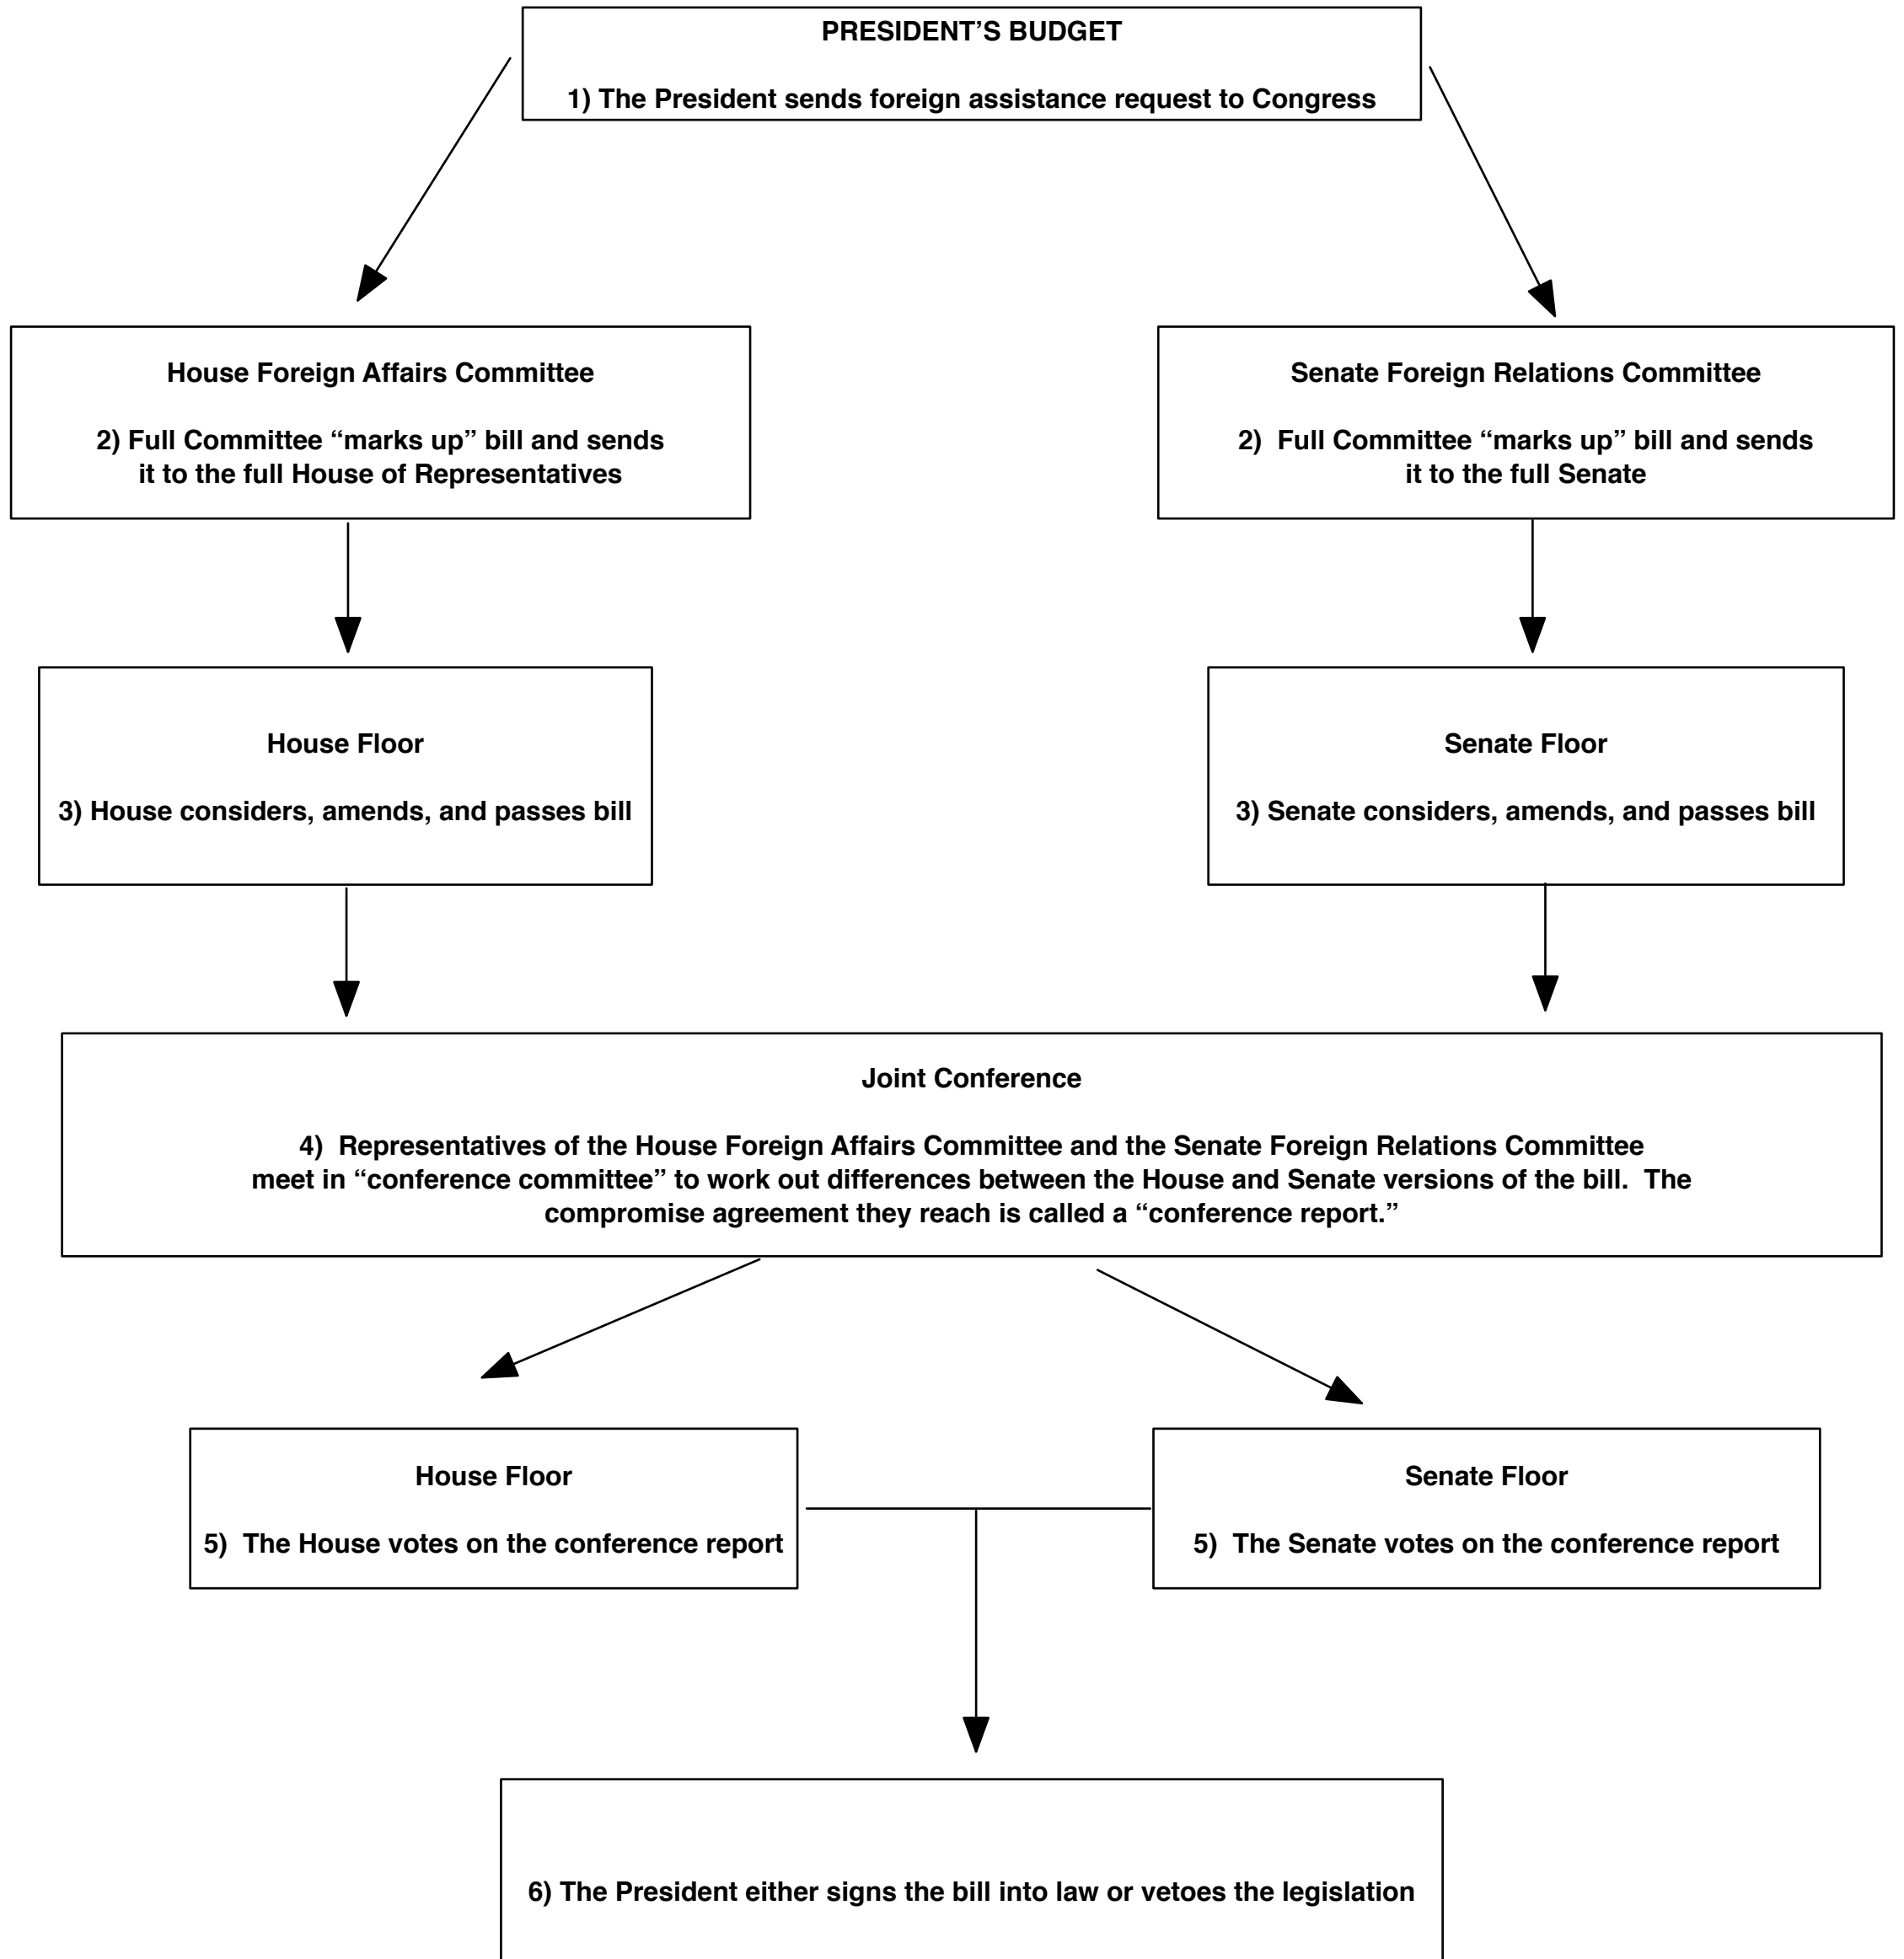 PRESIDENT’S BUDGET
1) The President sends foreign assistance request to Congress
House Foreign Affairs Committee
2) Full Committee “marks up” bill and sends
it to the full House of Representatives
Senate Foreign Relations Committee
2)  Full Committee “marks up” bill and sends
it to the full Senate
House Floor
3) House considers, amends, and passes bill
Senate Floor
3) Senate considers, amends, and passes bill
Joint Conference
4)  Representatives of the House Foreign Affairs Committee and the Senate Foreign Relations Committee
meet in “conference committee” to work out differences between the House and Senate versions of the bill.  The
compromise agreement they reach is called a “conference report.”
House Floor
5)  The House votes on the conference report
Senate Floor
5)  The Senate votes on the conference report
6) The President either signs the bill into law or vetoes the legislation